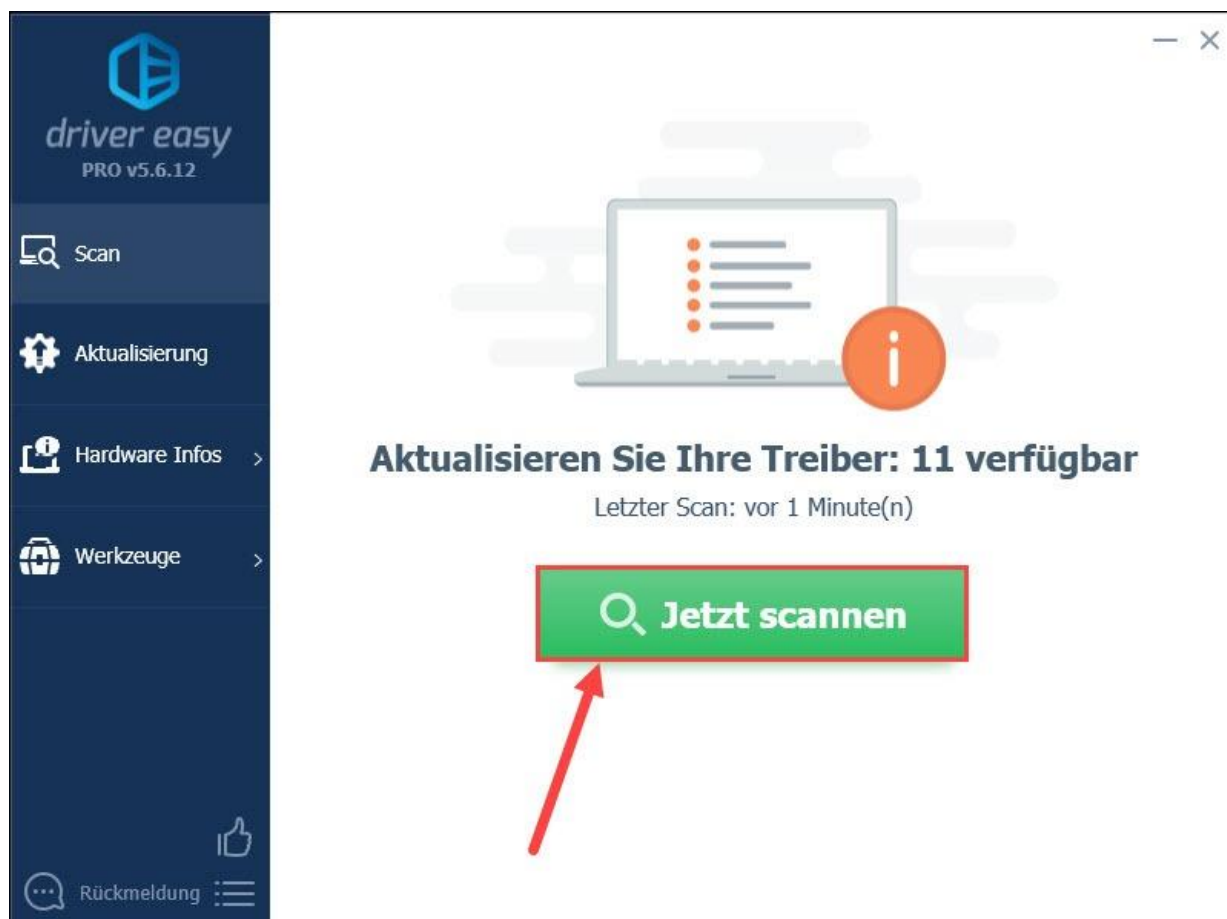 driver easy
PRO v5.6.12
Scan
Aktualisierung
Hardware Infos
Werkzeuge
Rückmeldung
Aktualisieren Sie Ihre Treiber: 11 verfügbar
Letzter Scan: vor 1 Minute(n)
Jetzt scannen